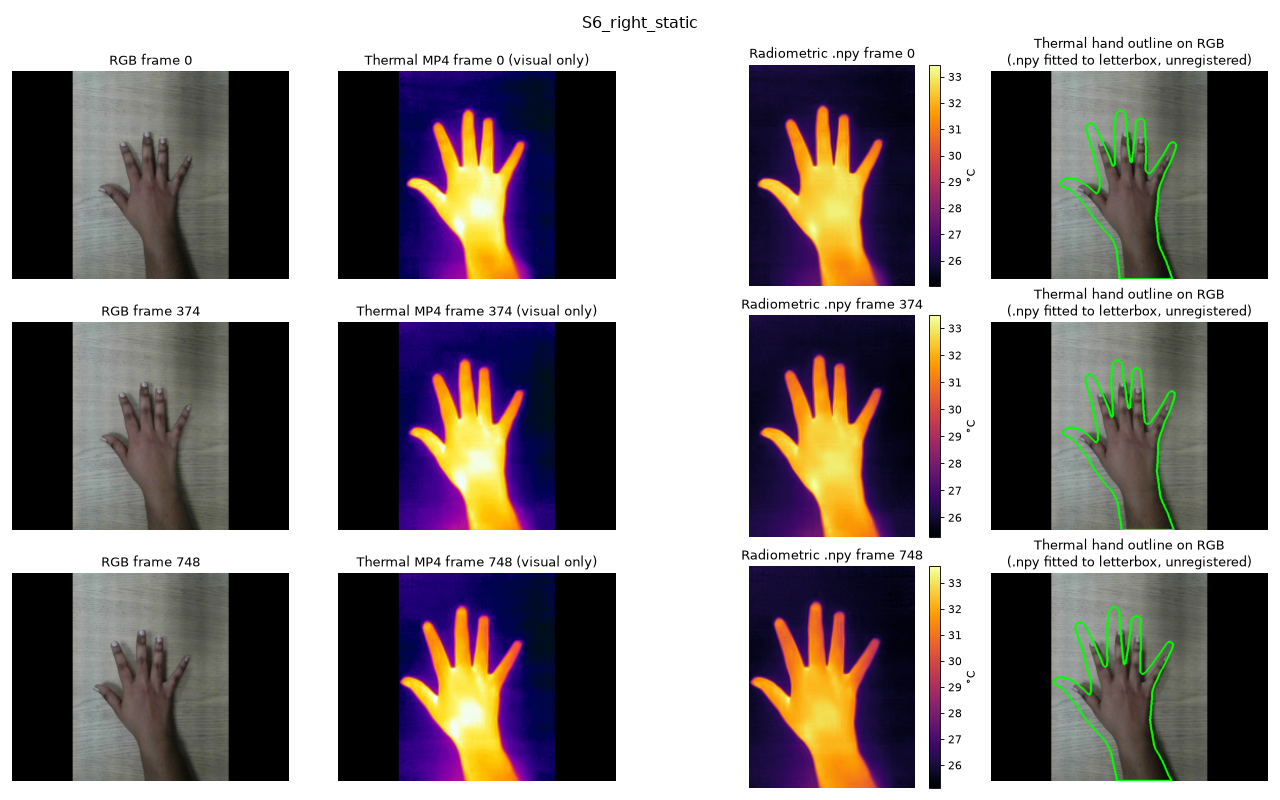 S6_right_static
RGB frame 0
Thermal MP4 frame 0 (visual only)
Radiometric .npy frame 0
Thermal hand outline on RGB
(.npy fitted to letterbox, unregistered)
33
32
31
30
29
28
27
26
°C
RGB frame 374
Thermal MP4 frame 374 (visual only)
Radiometric .npy frame 374
Thermal hand outline on RGB
(.npy fitted to letterbox, unregistered)
33
32
31
30
29
28
27
26
°C
RGB frame 748
Thermal MP4 frame 748 (visual only)
Radiometric .npy frame 748
Thermal hand outline on RGB
(.npy fitted to letterbox, unregistered)
33
32
31
30
29
28
27
26
°C